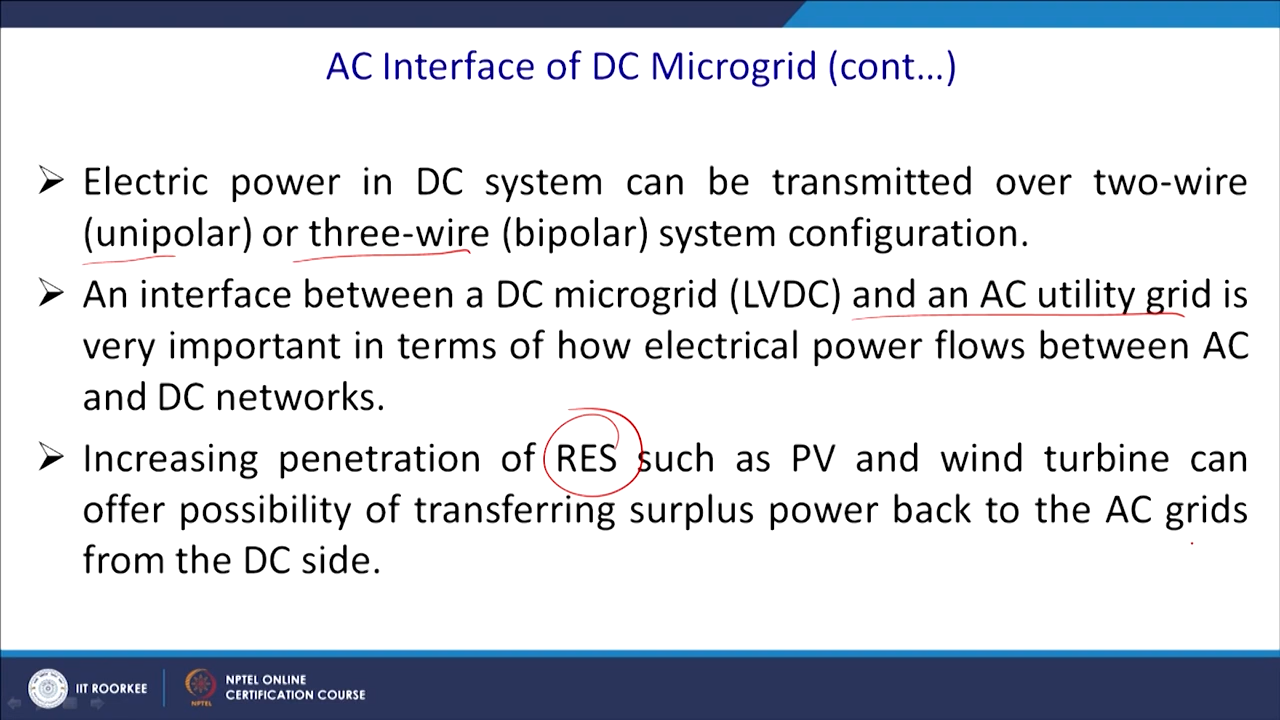 AC Interface of DC Microgrid (cont...)
➢ Electric power in DC system can be transmitted over two-wire
(unipolar) or three-wire (bipolar) system configuration.
➢ An interface between a DC microgrid (LVDC) and an AC utility grid is
very important in terms of how electrical power flows between AC
and DC networks.
➢ Increasing penetration of RES such as PV and wind turbine can
offer possibility of transferring surplus power back to the AC grids
from the DC side.
IIT ROORKEE
NPTEL
NPTEL ONLINE
CERTIFICATION COURSE